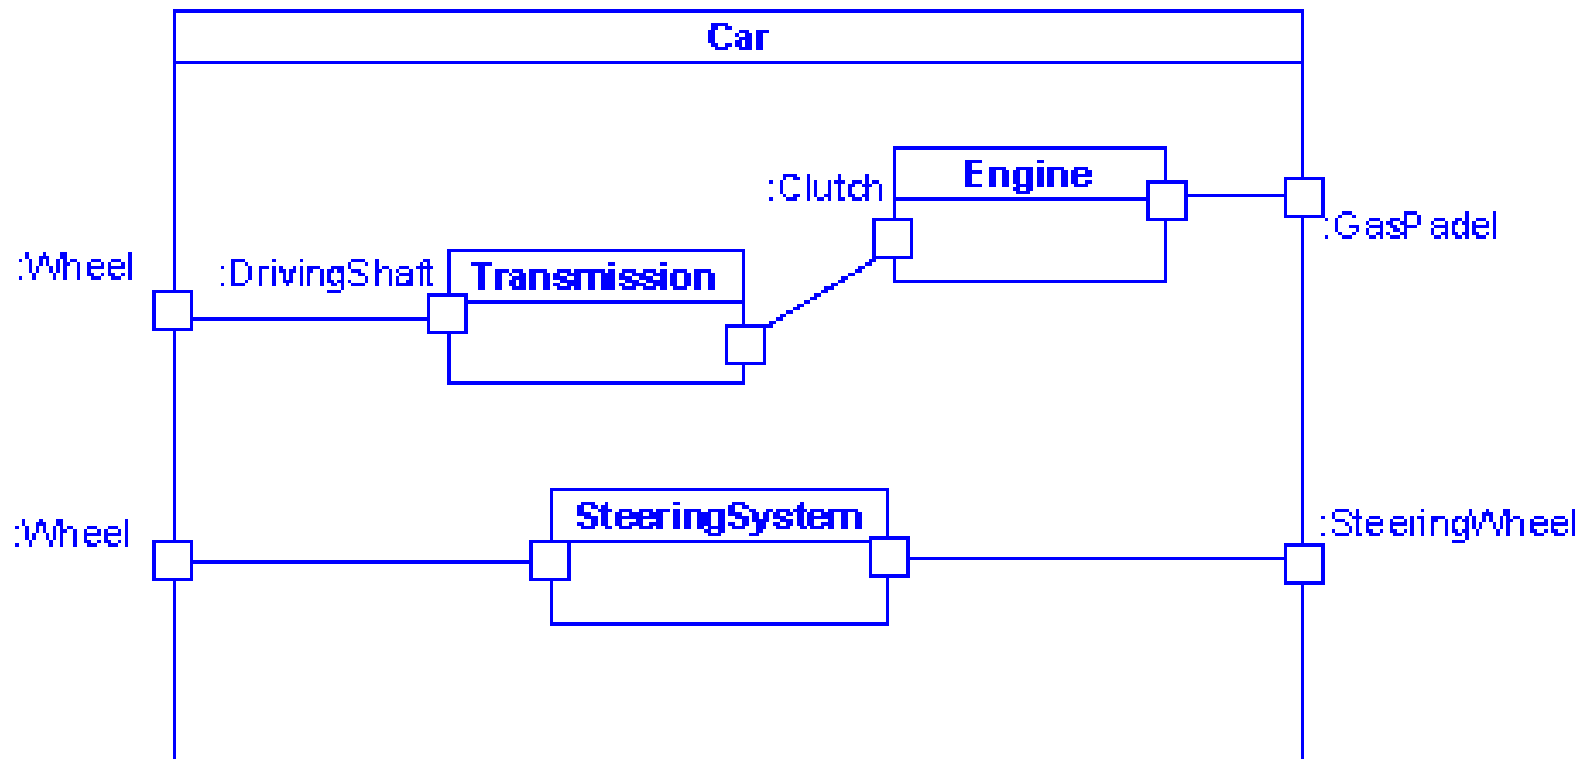 Car
Engine
:Clutch
:GasPadel
:Wheel
:DrivingShaft
Transmission
SteeringSystem
:Wheel
:SteeringWheel